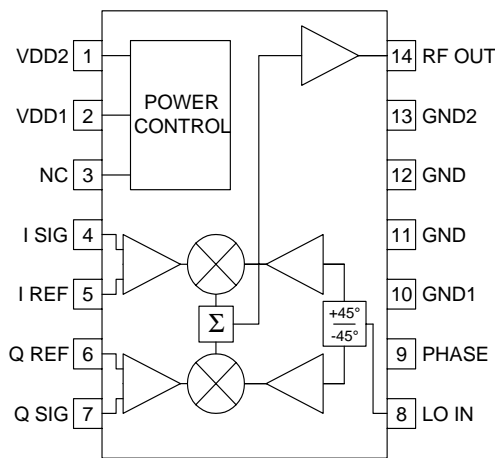 VDD2 1
VDD1 2
NC 3
I SIG 4
I REF 5
Q REF 6
Q SIG 7
POWER
CONTROL
Σ
+45°
-45°
14 RF OUT
13 GND2
12 GND
11 GND
10 GND1
9 PHASE
8 LO IN